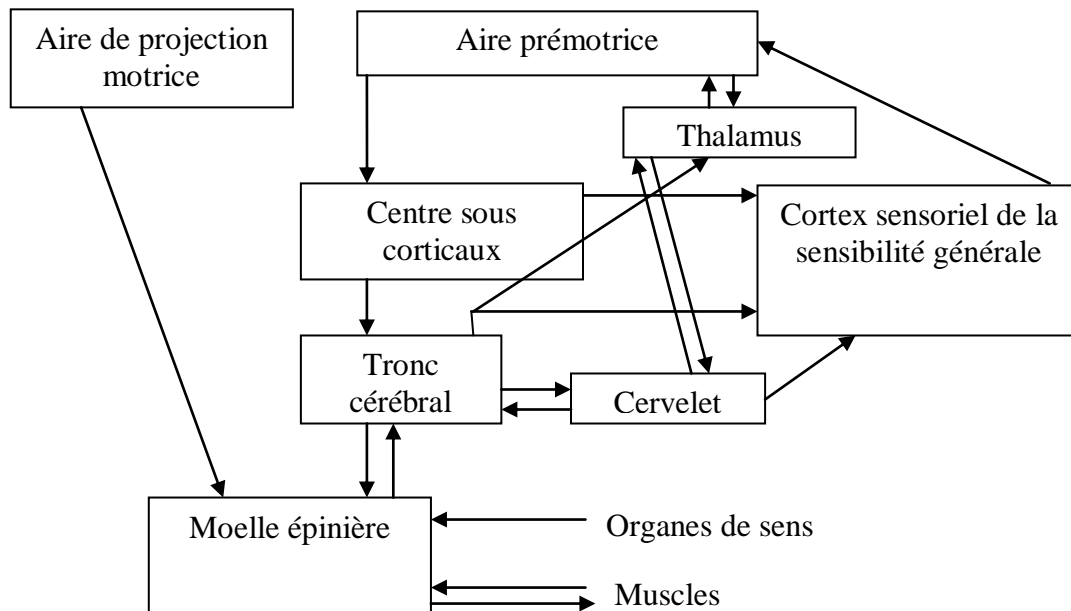 Aire de projection
motrice
Aire prémotrice
Thalamus
Centre sous
corticaux
Cortex sensoriel de la
sensibilité générale
Tronc
cérébral
Cervelet
Moelle épinière
Organes de sens
Muscles